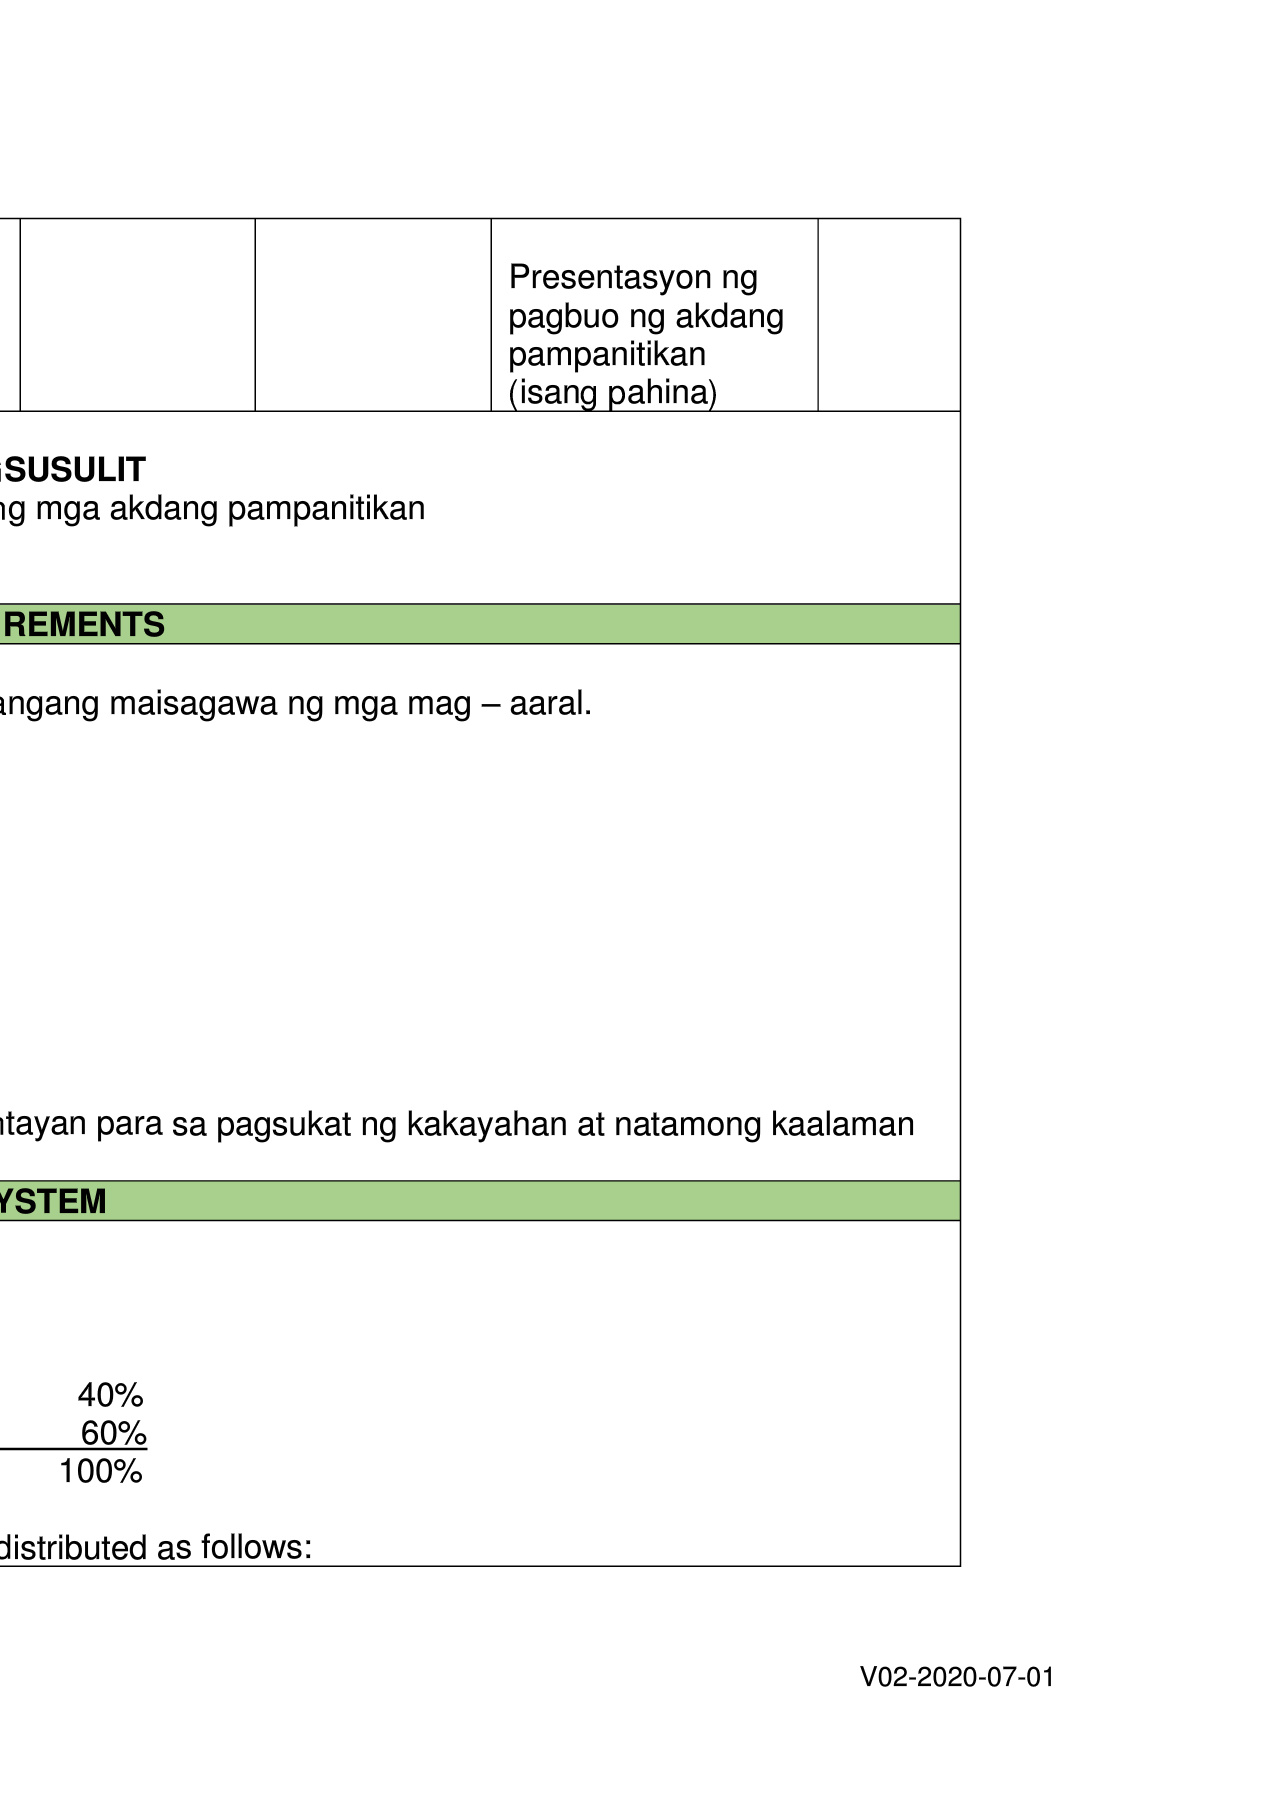 Presentasyon ng
pagbuo ng akdang
pampanitikan
(isang pahina)
SUSULIT
ng mga akdang pampanitikan
REMENTS
angang maisagawa ng mga mag – aaral.
ntayan para sa pagsukat ng kakayahan at natamong kaalaman
YSTEM
40%
60%
100%
distributed as follows:
V02-2020-07-01